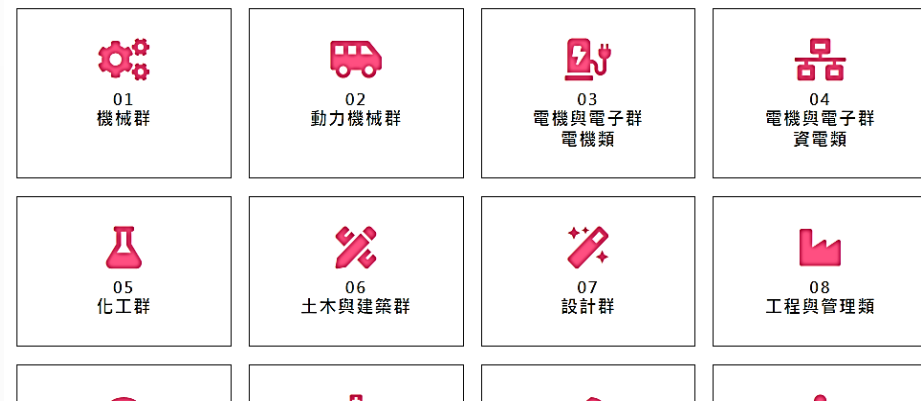 01
機械群
02
動力機械群
03
電機與電子群
電機類
04
電機與電子群
資電類
05
化工群
06
土木與建築群
07
設計群
08
工程與管理類